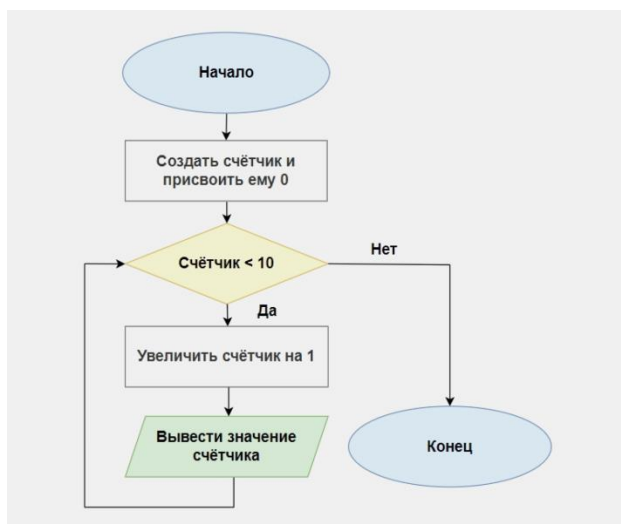 Начало
Создать счётчик и
присвоить ему 0
Счётчик < 10
Нет
Да
Увеличить счётчик на 1
Вывести значение
счётчика
Конец